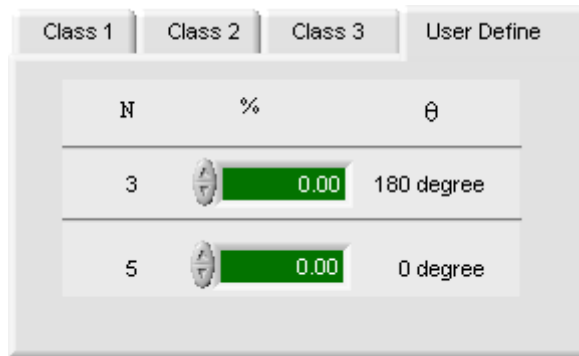 Class 1 Class 2 Class 3 User Define
N % θ
3 0.00 180 degree
5 0.00 0 degree